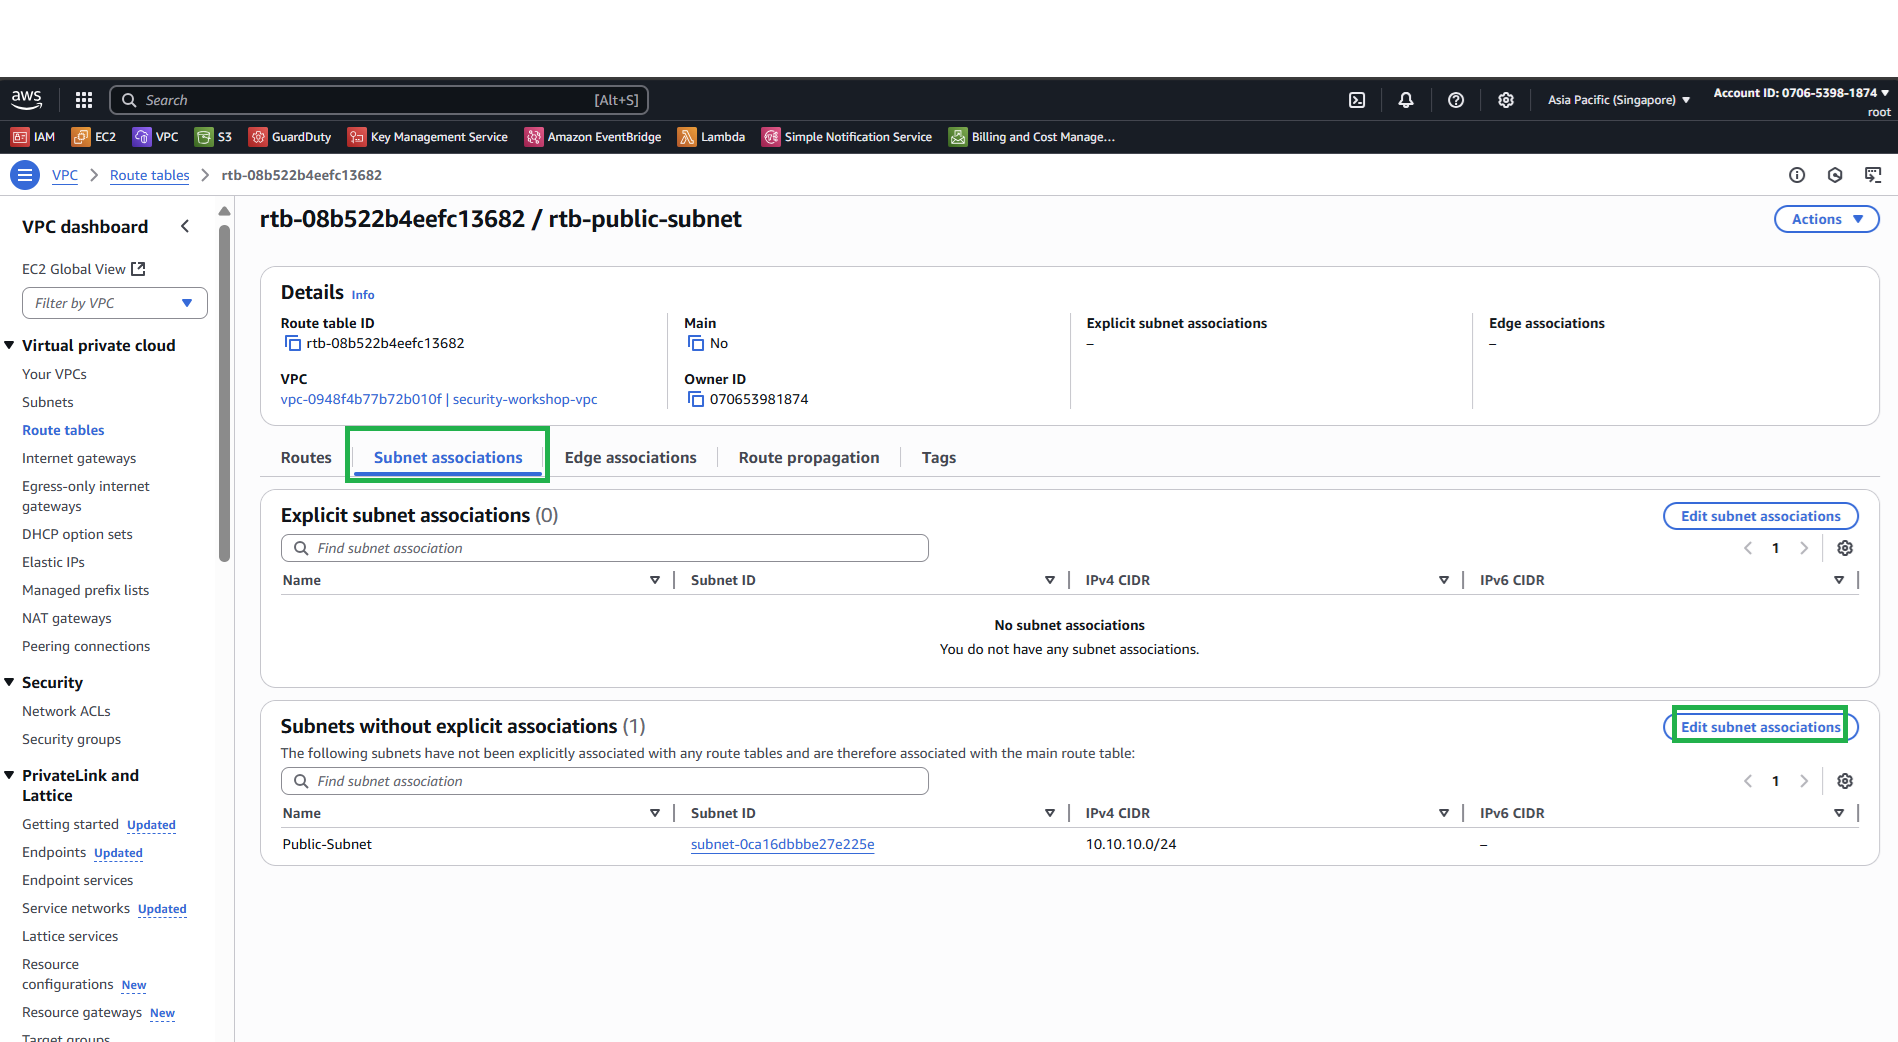 aws
Search [Alt+S]
Asia Pacific (Singapore)
Account ID: 0706-5398-1874
root
IAM EC2 VPC S3 GuardDuty Key Management Service Amazon EventBridge Lambda Simple Notification Service Billing and Cost Manage...
VPC Route tables rtb-08b522b4eefc13682
VPC dashboard
EC2 Global View
Filter by VPC
Virtual private cloud
Your VPCs
Subnets
Route tables
Internet gateways
Egress-only internet
gateways
DHCP option sets
Elastic IPs
Managed prefix lists
NAT gateways
Peering connections
Security
Network ACLs
Security groups
PrivateLink and
Lattice
Getting started Updated
Endpoints Updated
Endpoint services
Service networks Updated
Lattice services
Resource
configurations New
Resource gateways New
Target groups
rtb-08b522b4eefc13682 / rtb-public-subnet
Actions
Details Info
Route table ID
rtb-08b522b4eefc13682
Main
No
Explicit subnet associations
–
Edge associations
–
VPC
vpc-0948f4b77b72b010f | security-workshop-vpc
Owner ID
070653981874
Routes Subnet associations Edge associations Route propagation Tags
Explicit subnet associations (0)
Edit subnet associations
Find subnet association
1
Name Subnet ID IPv4 CIDR IPv6 CIDR
No subnet associations
You do not have any subnet associations.
Subnets without explicit associations (1)
Edit subnet associations
The following subnets have not been explicitly associated with any route tables and are therefore associated with the main route table:
Find subnet association
1
Name Subnet ID IPv4 CIDR IPv6 CIDR
Public-Subnet subnet-0ca16dbbbe27e225e 10.10.10.0/24 –